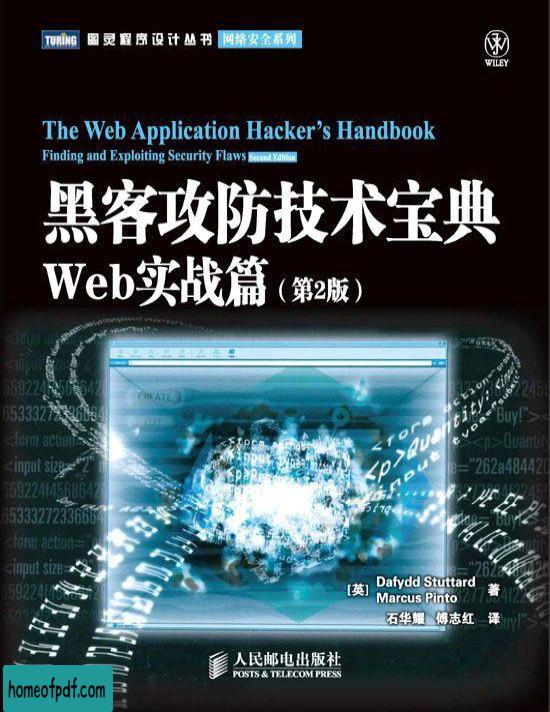 TURING 图灵程序设计丛书 网络安全系列
WILEY
The Web Application Hacker's Handbook
Finding and Exploiting Security Flaws Second Edition
黑客攻防技术宝典
Web实战篇（第2版）
CREATE
EXIT
[英] Dafydd Stuttard
Marcus Pinto 著
石华耀 傅志红 译
人民邮电出版社
POSTS & TELECOM PRESS
homeofpdf.com